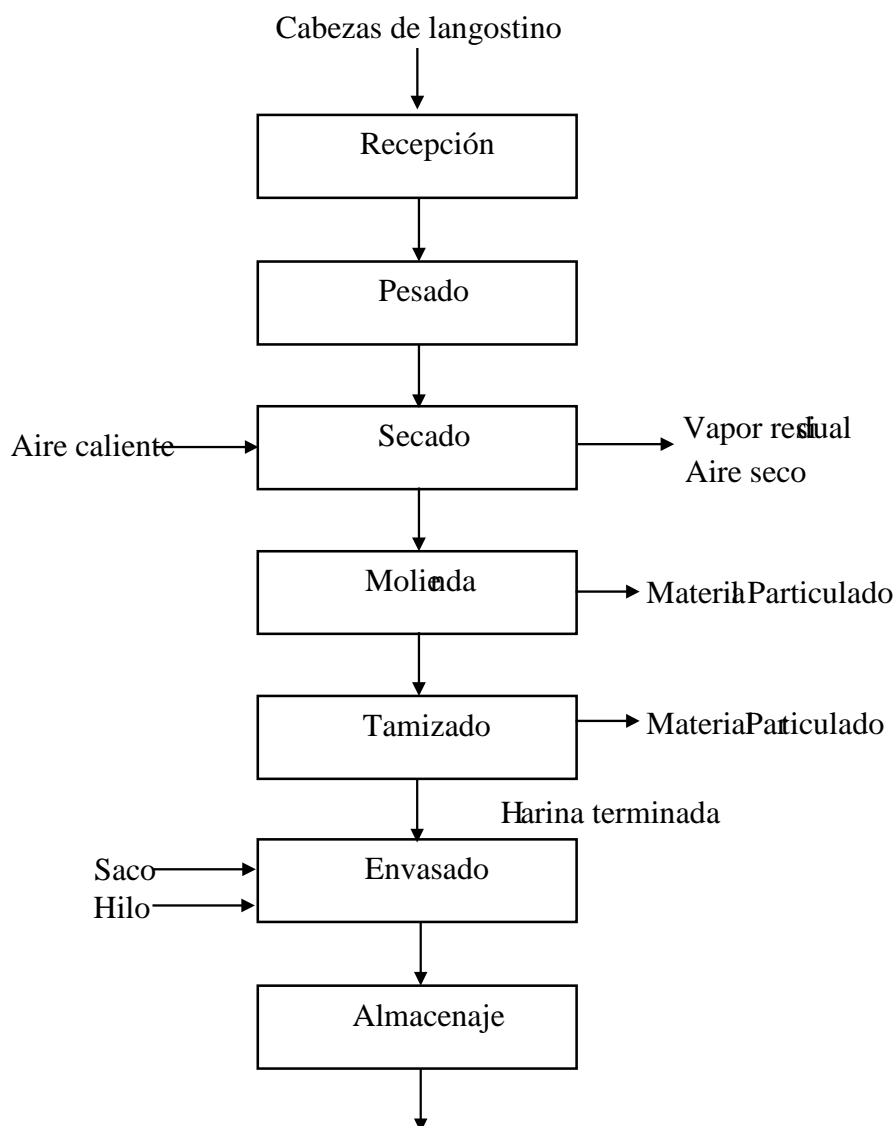 Cabezas de langostino
Recepción
Pesado
Secado
Aire caliente
Vapor residual
Aire seco
Molienda
Material Particulado
Tamizado
Material Particulado
Harina terminada
Envasado
Saco
Hilo
Almacenaje